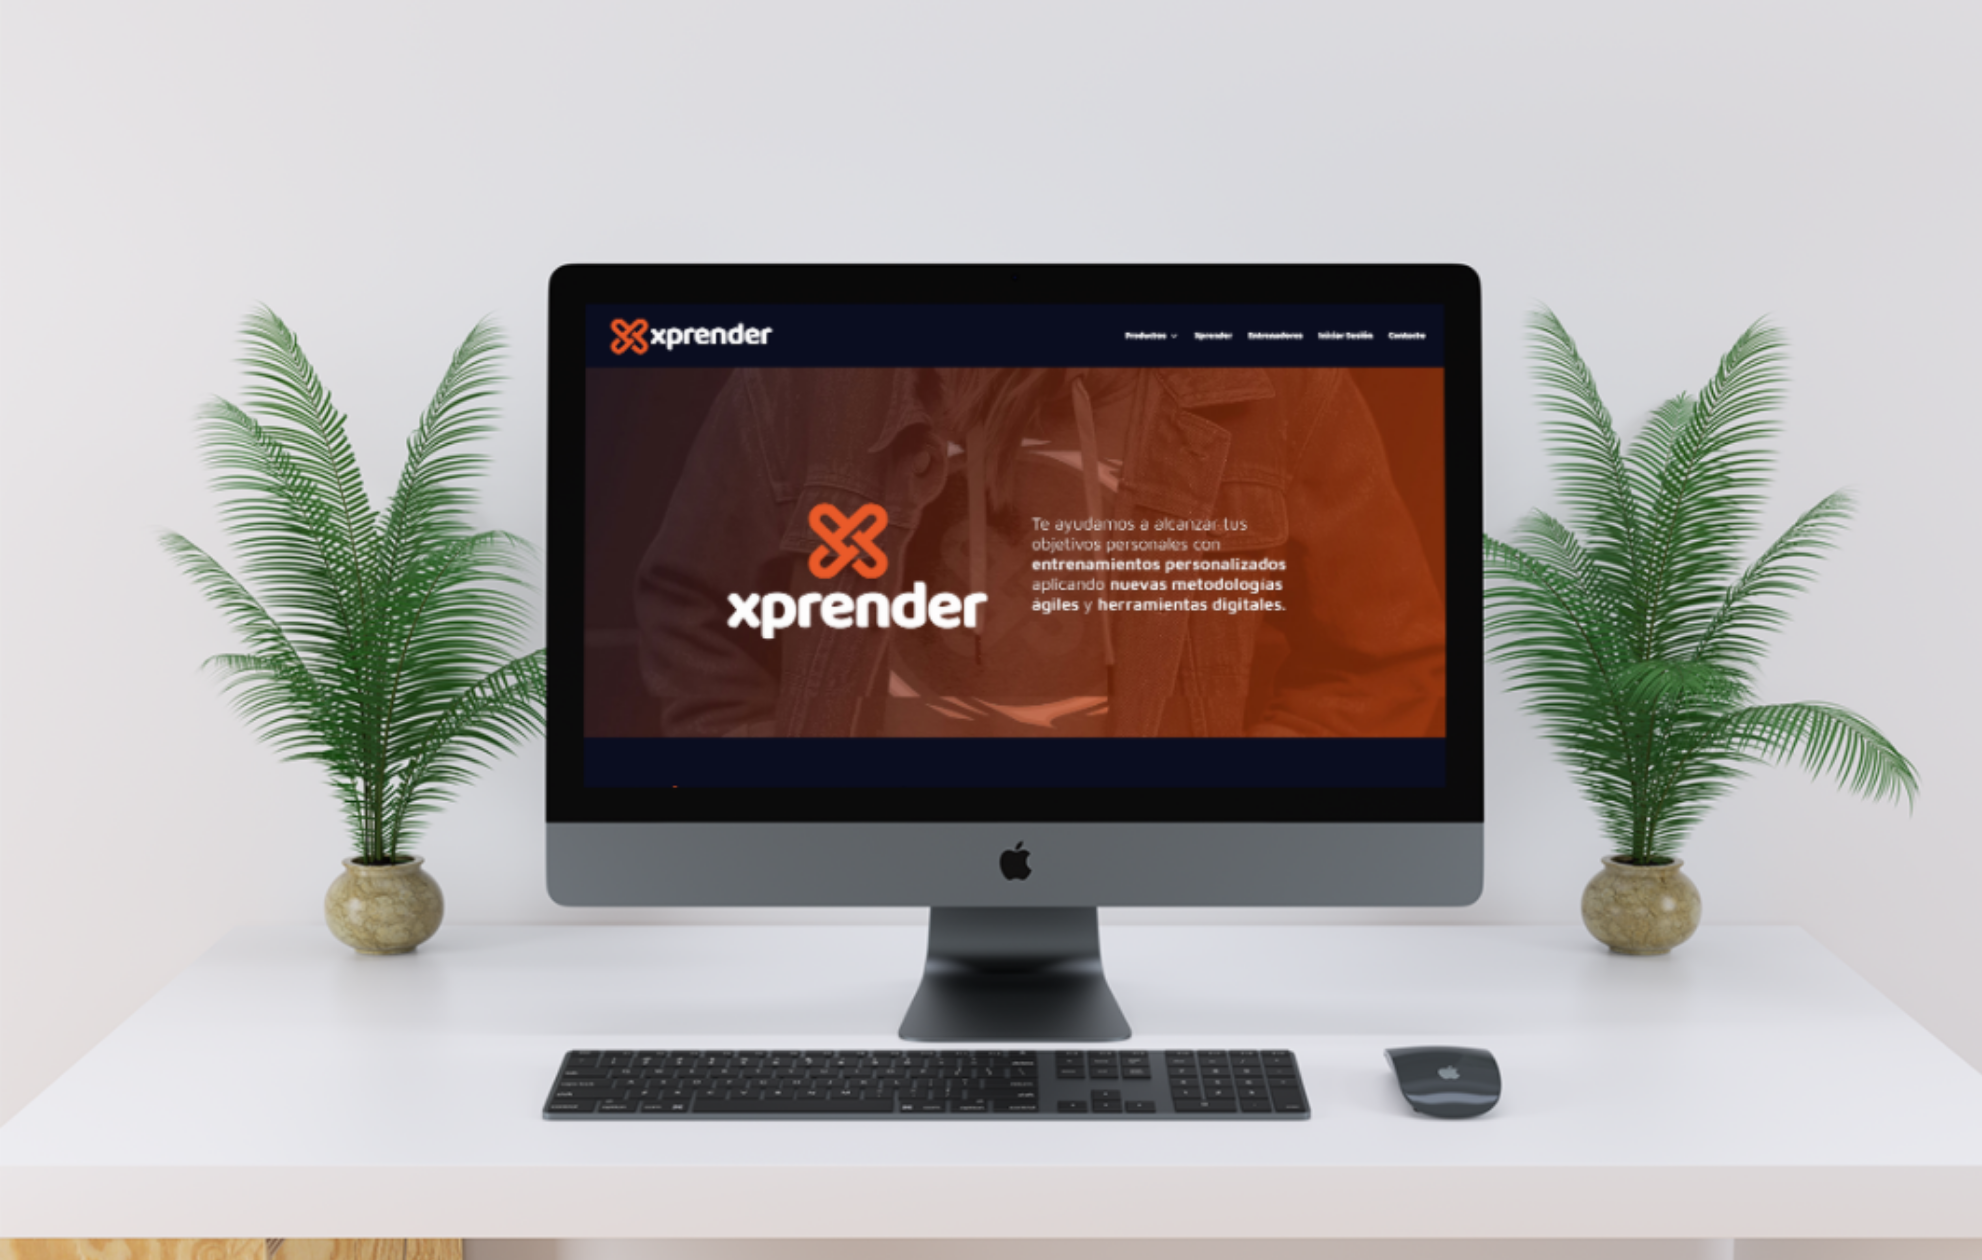 xprender
Productos Xprender Entrenadores Iniciar Sesión Contacto
Te ayudamos a alcanzar tus
objetivos personales con
entrenamientos personalizados
aplicando nuevas metodologías
ágiles y herramientas digitales.
xprender